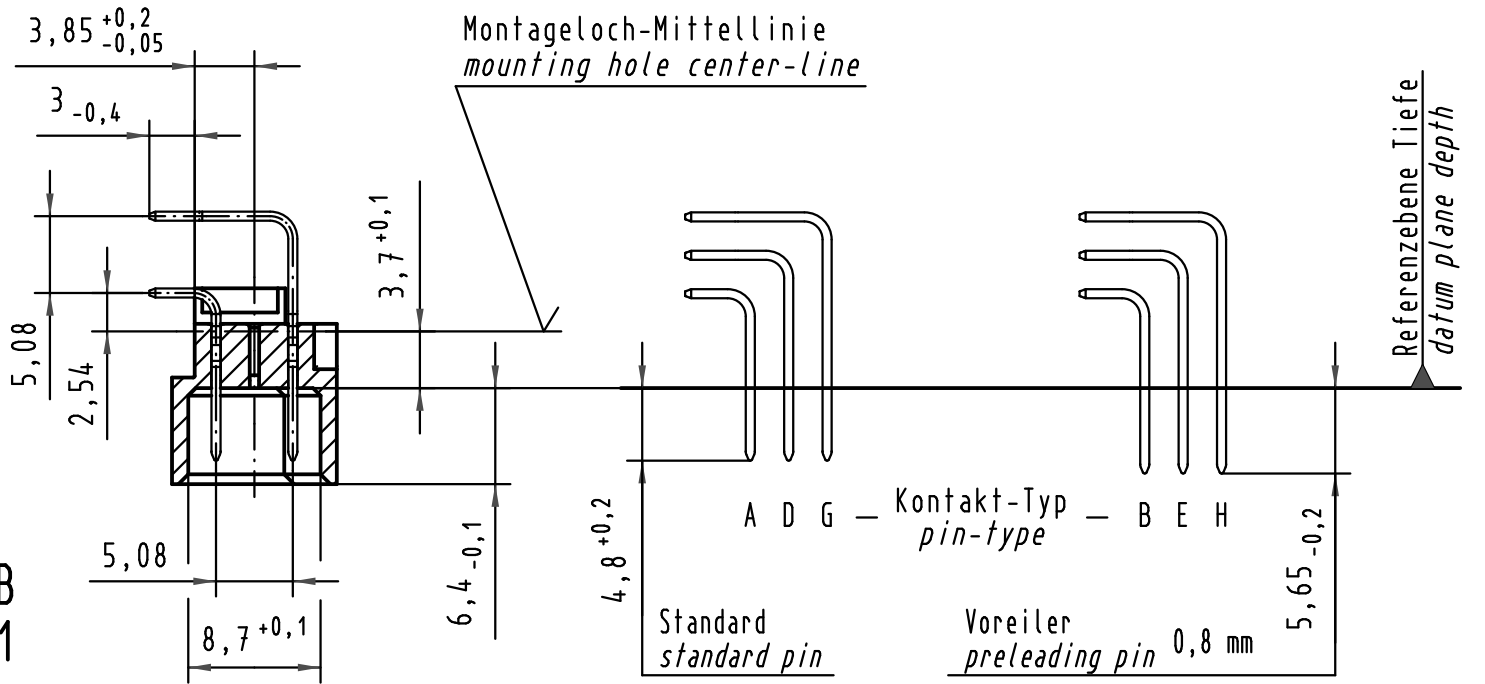 3,85 +0,2 -0,05
Montageloch-Mittellinie
mounting hole center-line
3 -0,4
5,08
2,54
3,7 +0,1
Referenzebene Tiefe
datum plane depth
A D G — Kontakt-Typ — B E H
pin-type
5,08
8,7 +0,1
6,4 -0,1
4,8 +0,2
5,65 -0,2
Standard
standard pin
Voreiler
preleading pin 0,8 mm
B
1